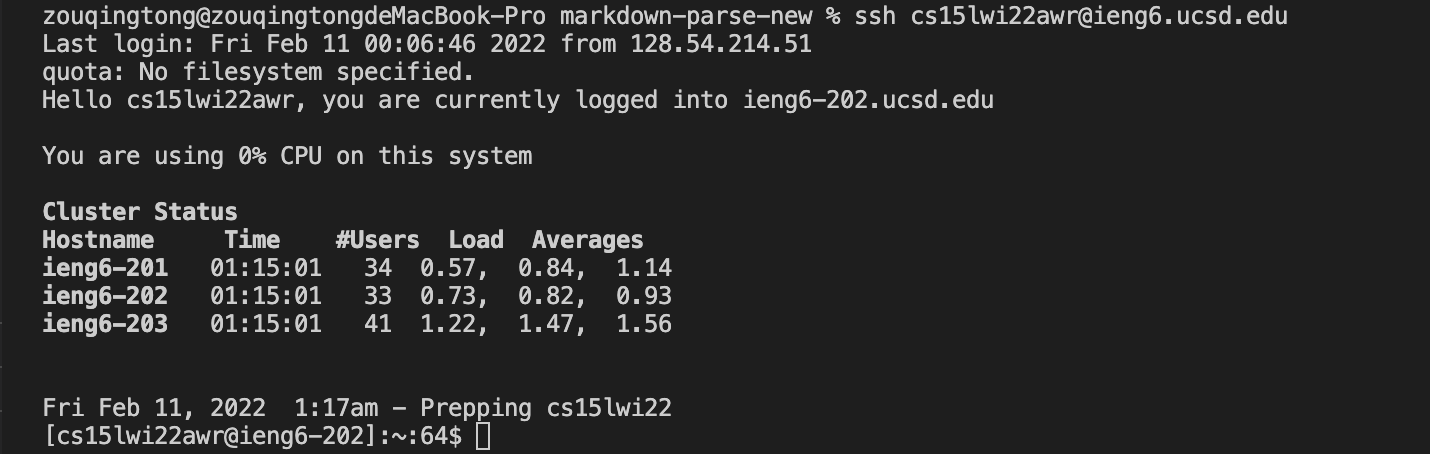 zouqingtong@zouqingtongdeMacBook-Pro markdown-parse-new % ssh cs15lwi22awr@ieng6.ucsd.edu
Last login: Fri Feb 11 00:06:46 2022 from 128.54.214.51
quota: No filesystem specified.
Hello cs15lwi22awr, you are currently logged into ieng6-202.ucsd.edu
You are using 0% CPU on this system
Cluster Status
Hostname     Time    #Users  Load  Averages
ieng6-201   01:15:01   34  0.57,  0.84,  1.14
ieng6-202   01:15:01   33  0.73,  0.82,  0.93
ieng6-203   01:15:01   41  1.22,  1.47,  1.56
Fri Feb 11, 2022  1:17am - Prepping cs15lwi22
[cs15lwi22awr@ieng6-202]:~:64$